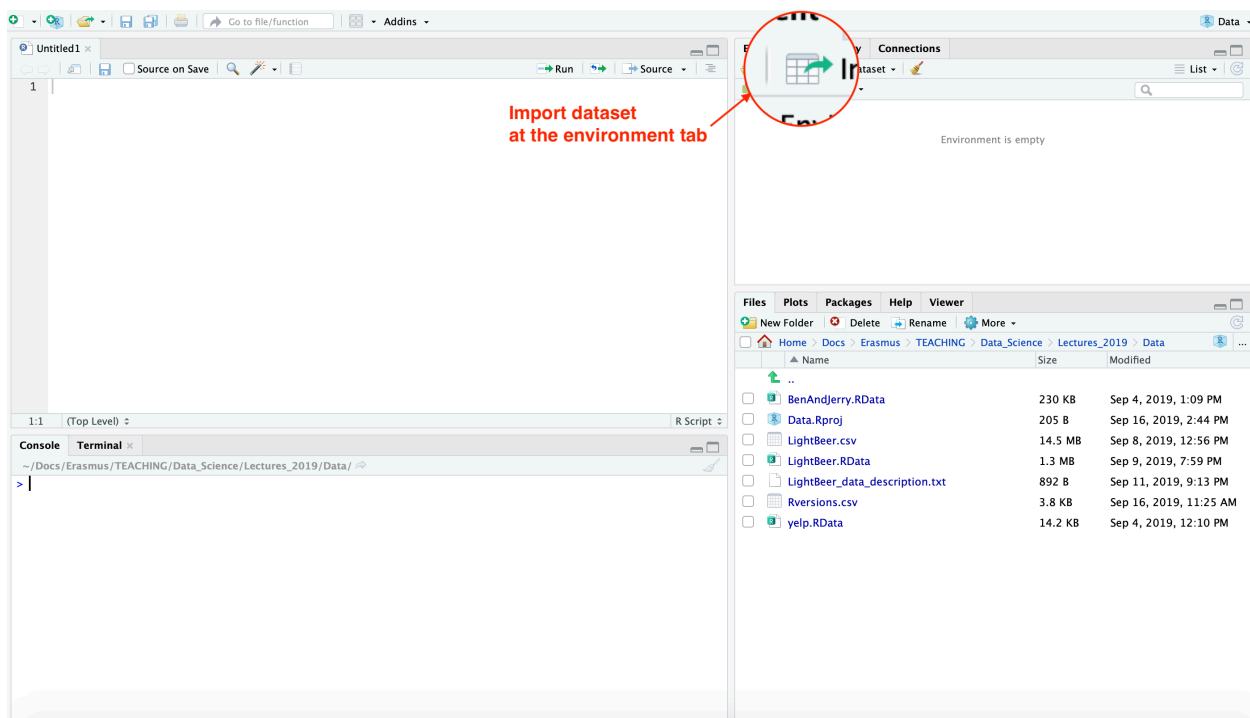 Go to file/function
Addins
Data
Untitled1
Source on Save
Run
Source
1
Import dataset
at the environment tab
1:1
(Top Level)
R Script
Console
Terminal
~/Docs/Erasmus/TEACHING/Data_Science/Lectures_2019/Data/
>
Connections
List
Environment is empty
Files
Plots
Packages
Help
Viewer
New Folder
Delete
Rename
More
Home > Docs > Erasmus > TEACHING > Data_Science > Lectures_2019 > Data
...
Name
Size
Modified
..
BenAndJerry.RData 230 KB Sep 4, 2019, 1:09 PM
Data.Rproj 205 B Sep 16, 2019, 2:44 PM
LightBeer.csv 14.5 MB Sep 8, 2019, 12:56 PM
LightBeer.RData 1.3 MB Sep 9, 2019, 7:59 PM
LightBeer_data_description.txt 892 B Sep 11, 2019, 9:13 PM
Rversions.csv 3.8 KB Sep 16, 2019, 11:25 AM
yelp.RData 14.2 KB Sep 4, 2019, 12:10 PM